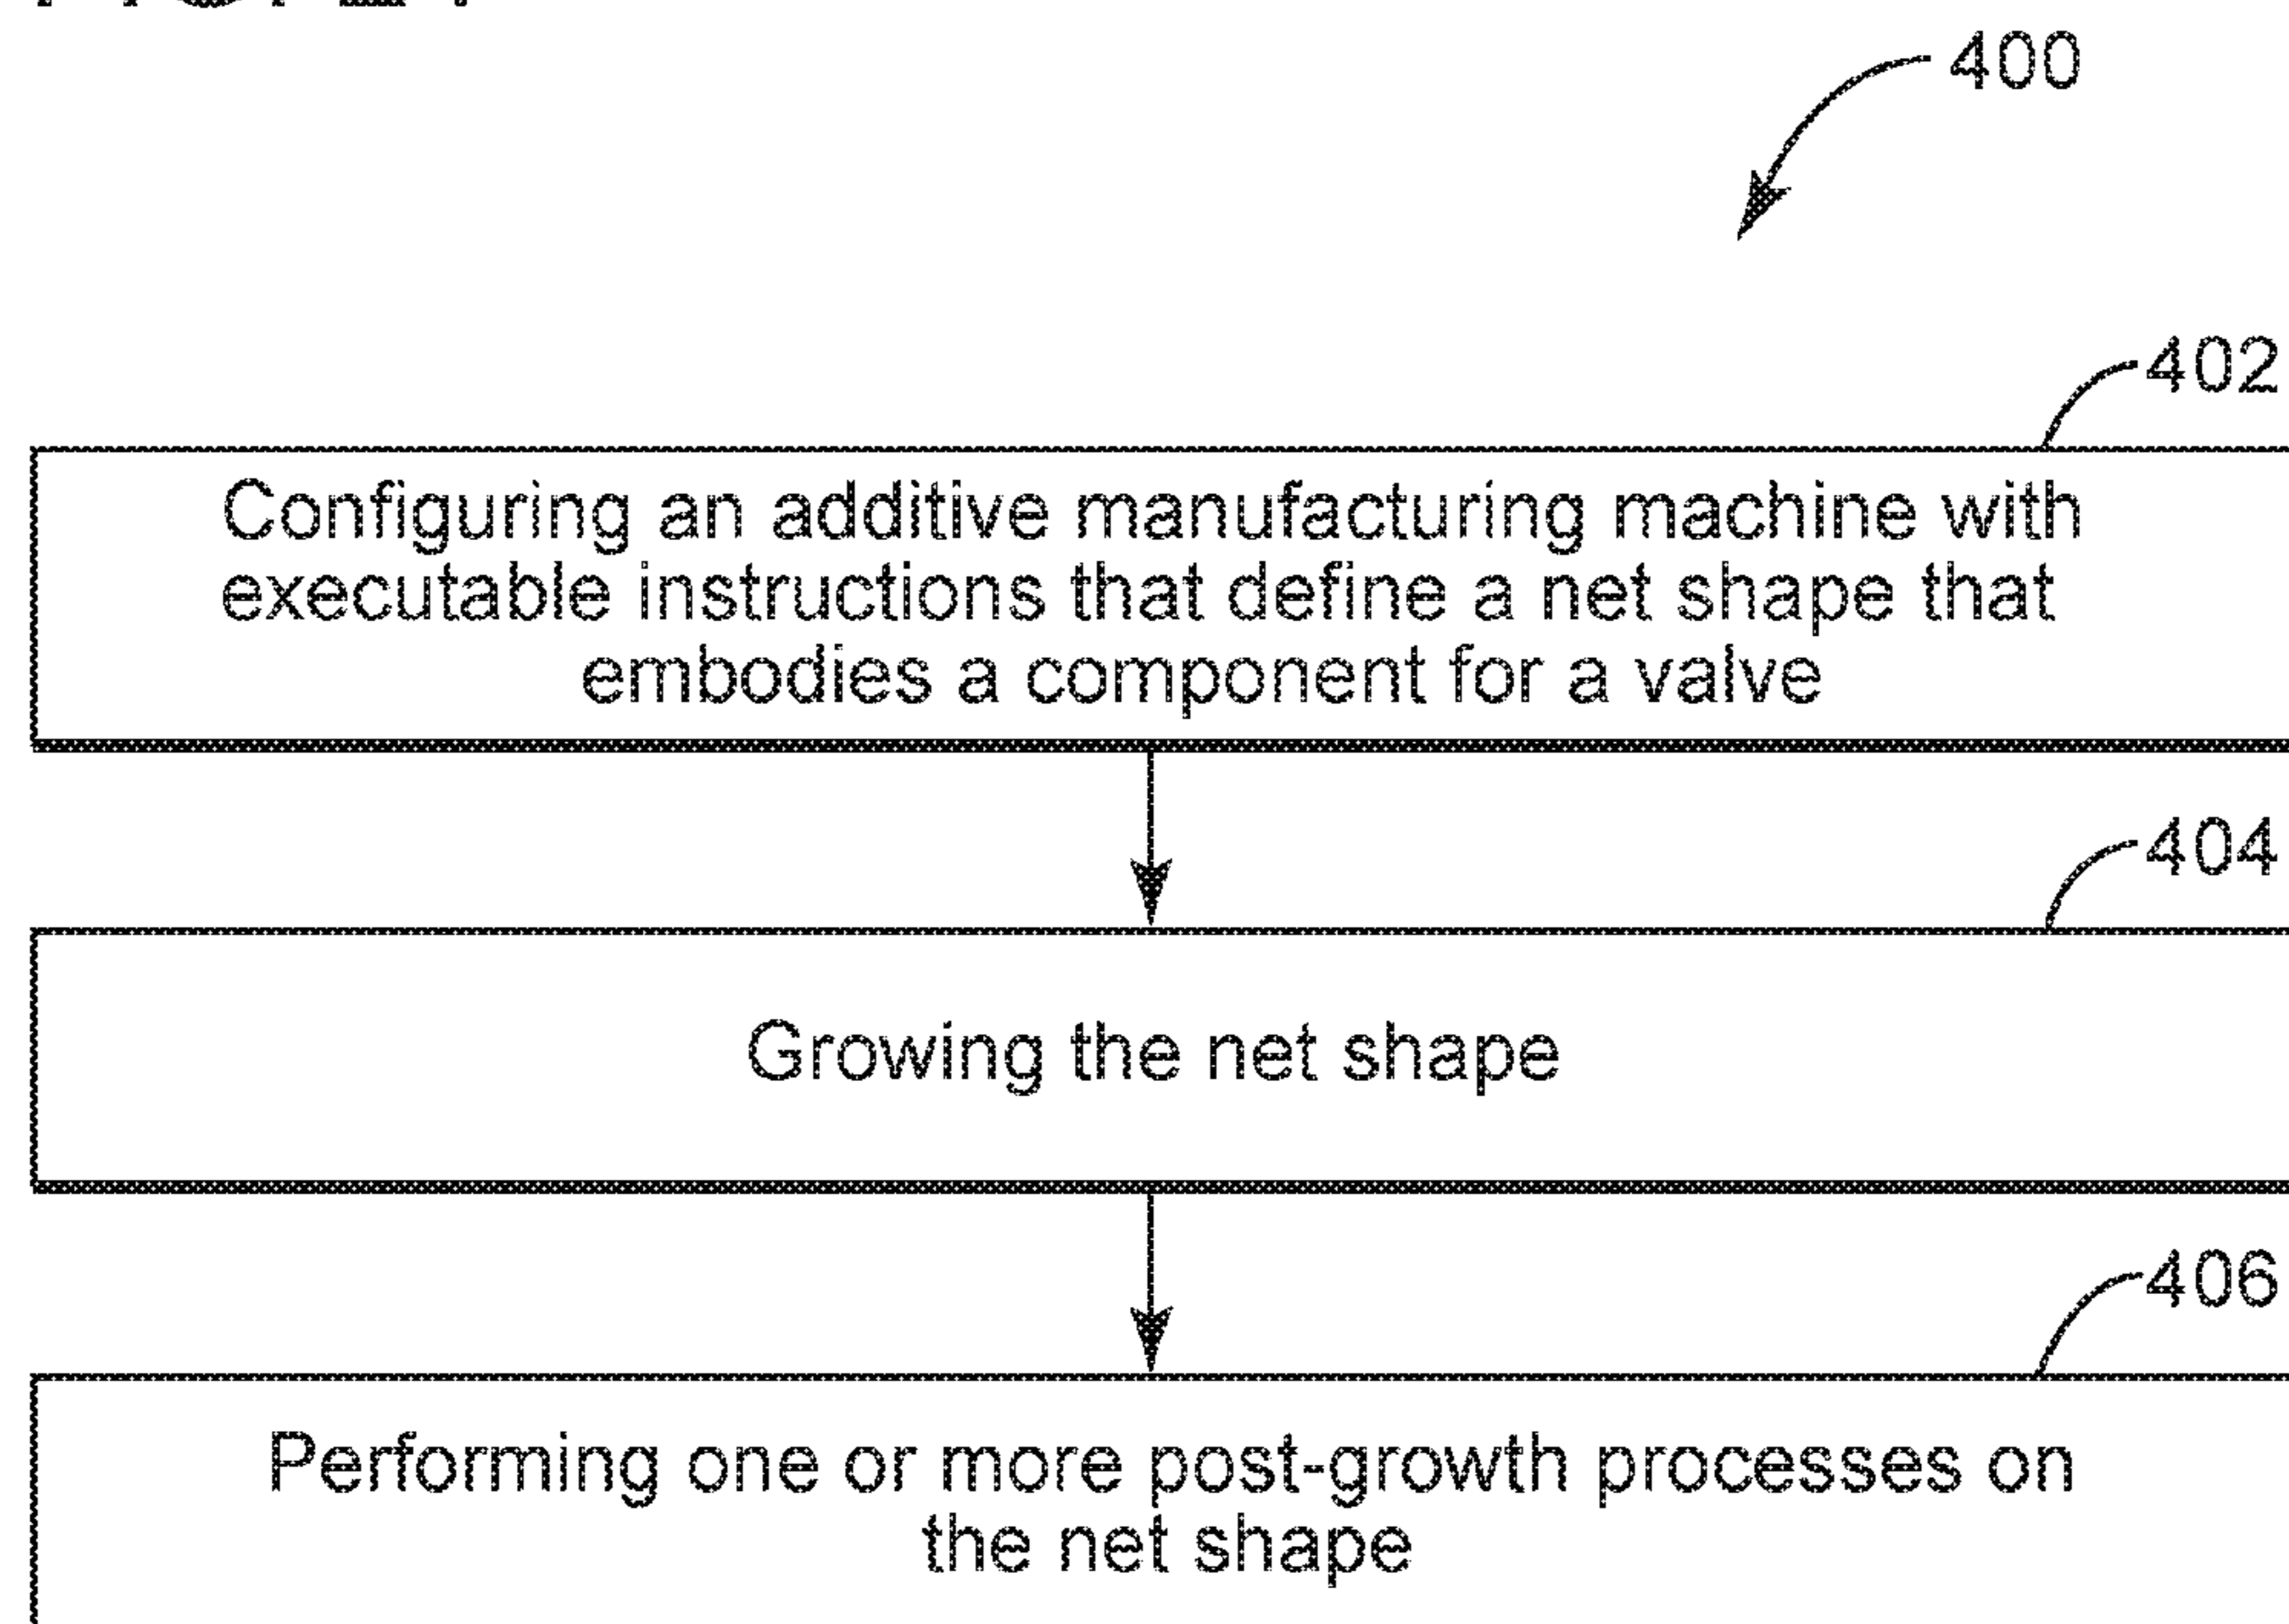 400
402
Configuring an additive manufacturing machine with
executable instructions that define a net shape that
embodies a component for a valve
404
Growing the net shape
406
Performing one or more post-growth processes on
the net shape